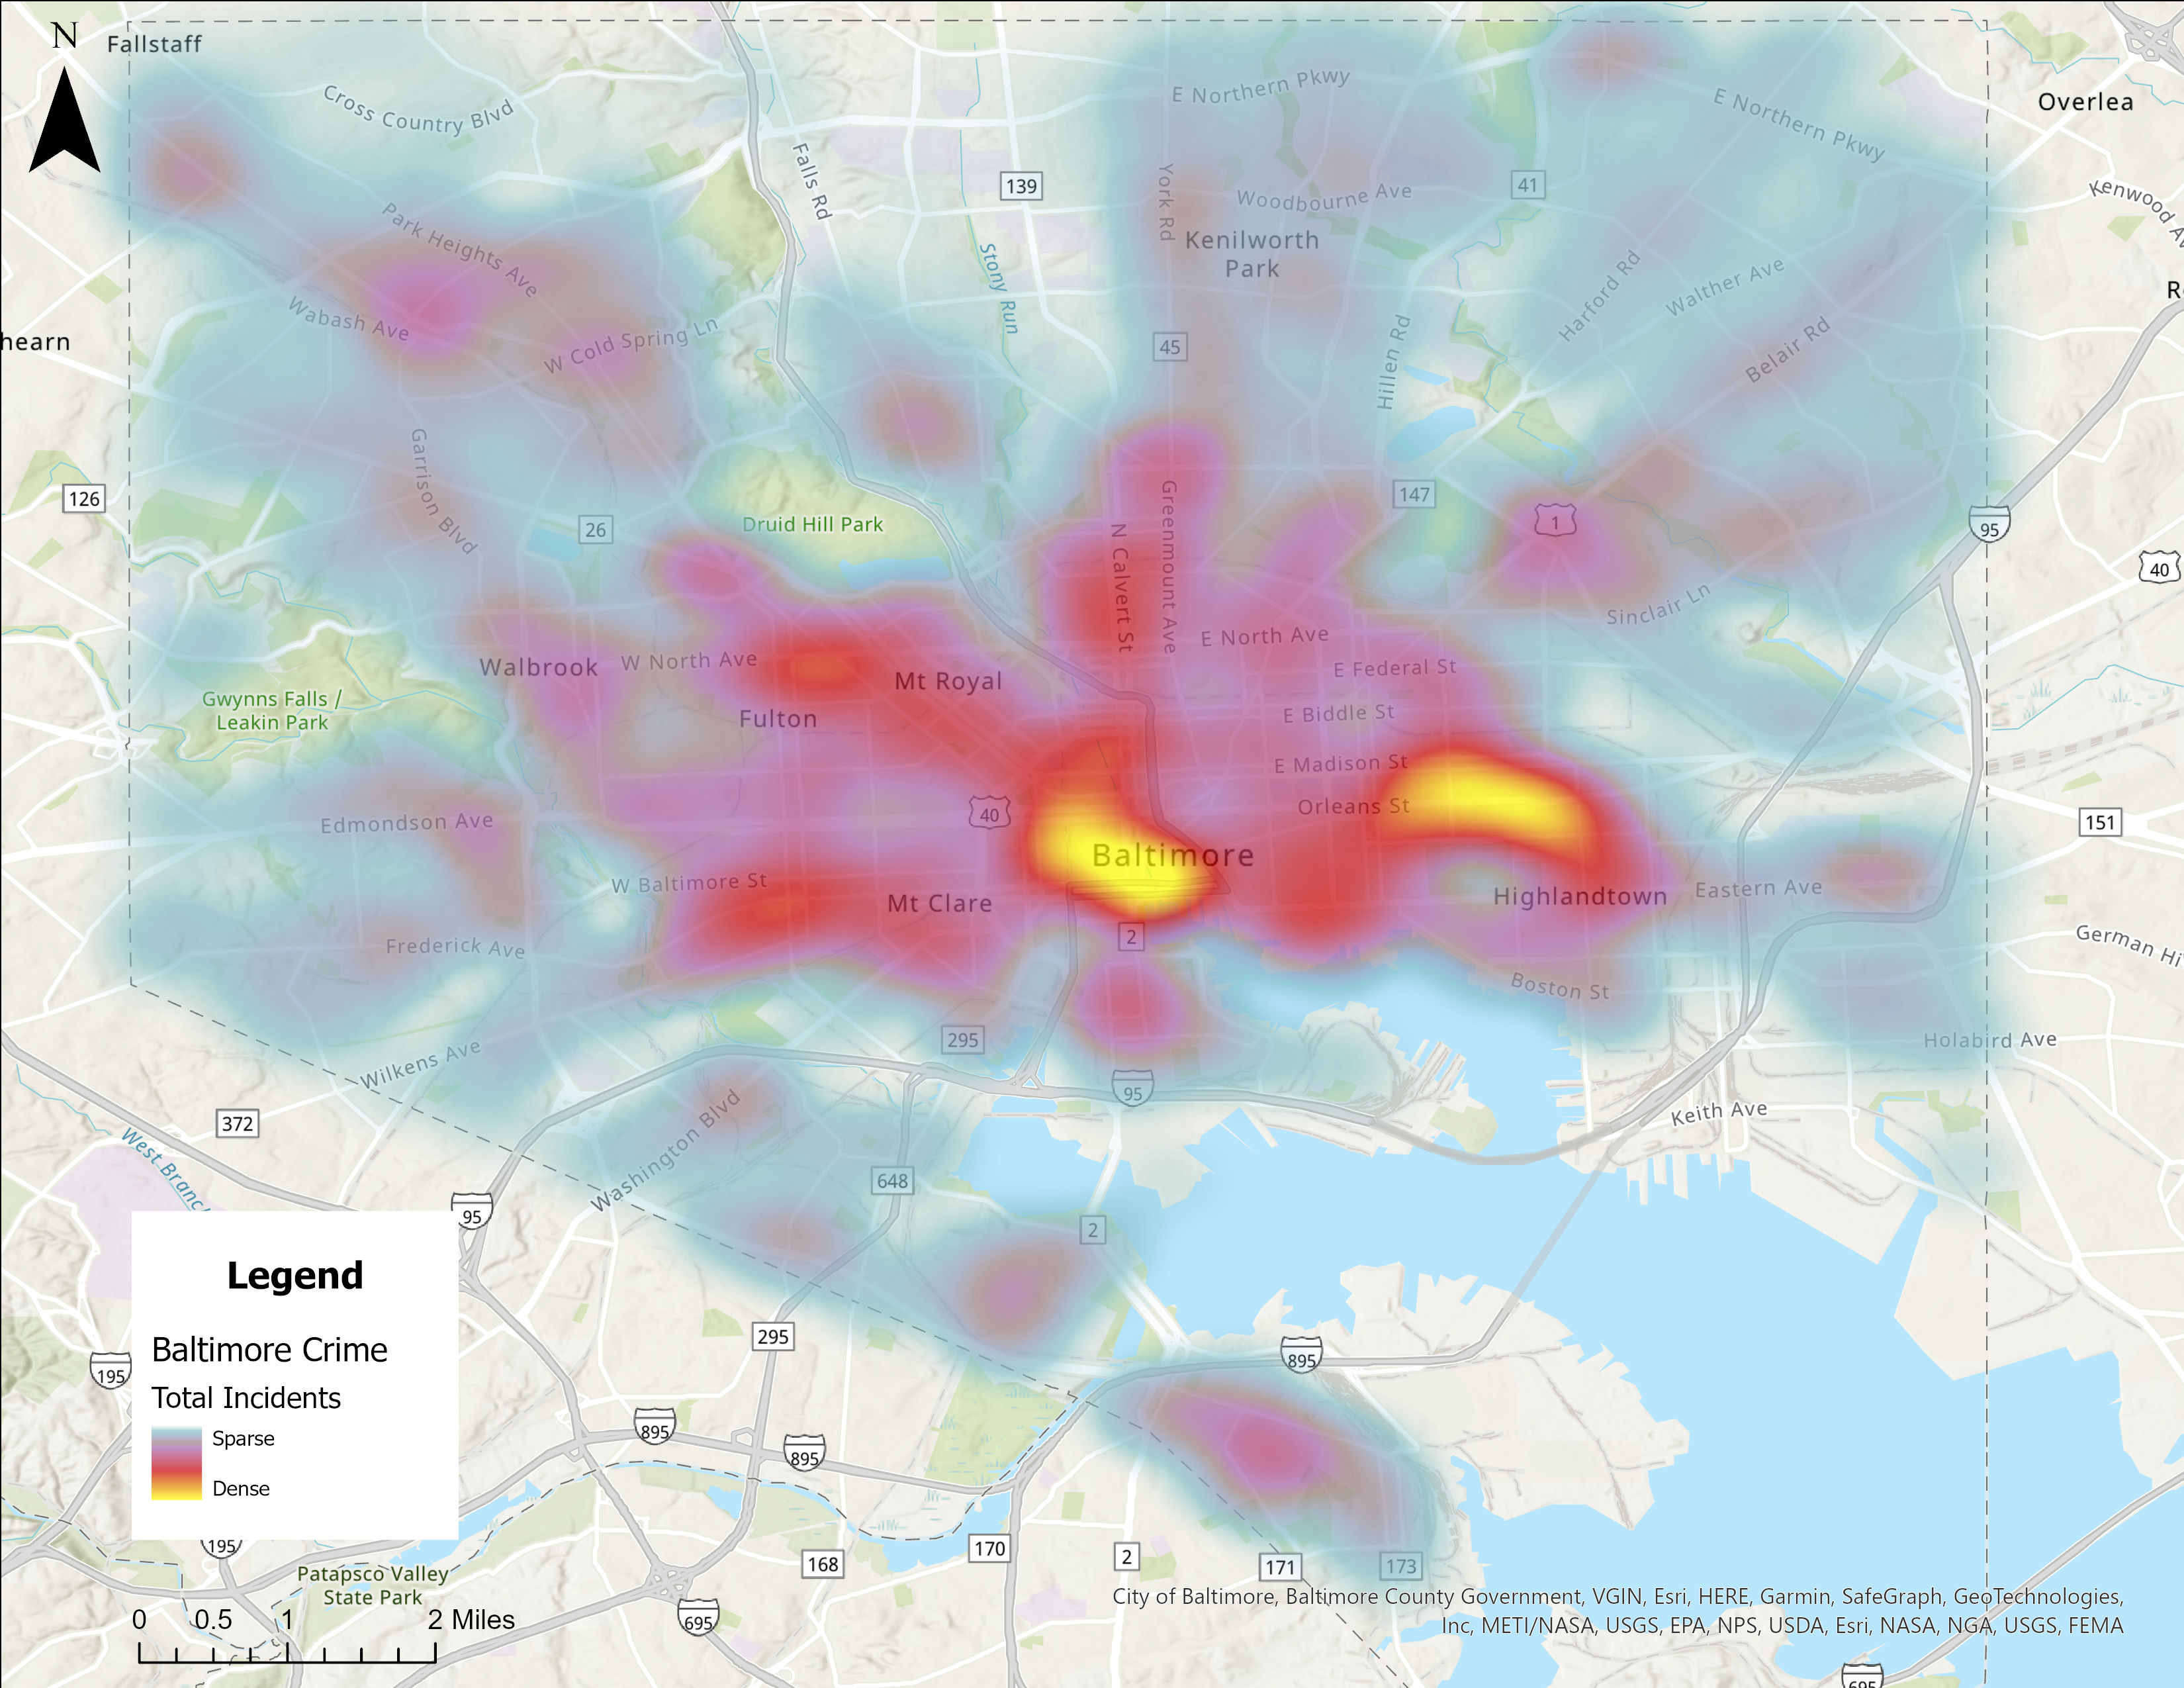 N
Fallstaff
Cross Country Blvd
Falls Rd
139
E Northern Pkwy
York Rd
Woodbourne Ave
Kenilworth
Park
41
E Northern Pkwy
Overlea
Park Heights Ave
Wabash Ave
W Cold Spring Ln
Stony Run
45
Hillen Rd
Harford Rd
Walther Ave
Belair Rd
hearn
126
Garrison Blvd
26
Druid Hill Park
N Calvert St
Greenmount Ave
147
1
95
40
Sinclair Ln
Walbrook
W North Ave
Mt Royal
E North Ave
E Federal St
Gwynns Falls /
Leakin Park
Fulton
E Biddle St
E Madison St
Orleans St
40
Edmondson Ave
Baltimore
151
W Baltimore St
Mt Clare
Highlandtown
Eastern Ave
Frederick Ave
2
German Hi
Boston St
295
Holabird Ave
Wilkens Ave
95
Keith Ave
372
West Branc
Washington Blvd
648
95
2
295
895
195
895
895
Legend
Baltimore Crime
Total Incidents
Sparse
Dense
195
Patapsco Valley
State Park
168
170
2
171
173
695
695
0 0.5 1 2 Miles
City of Baltimore, Baltimore County Government, VGIN, Esri, HERE, Garmin, SafeGraph, GeoTechnologies,
Inc, METI/NASA, USGS, EPA, NPS, USDA, Esri, NASA, NGA, USGS, FEMA